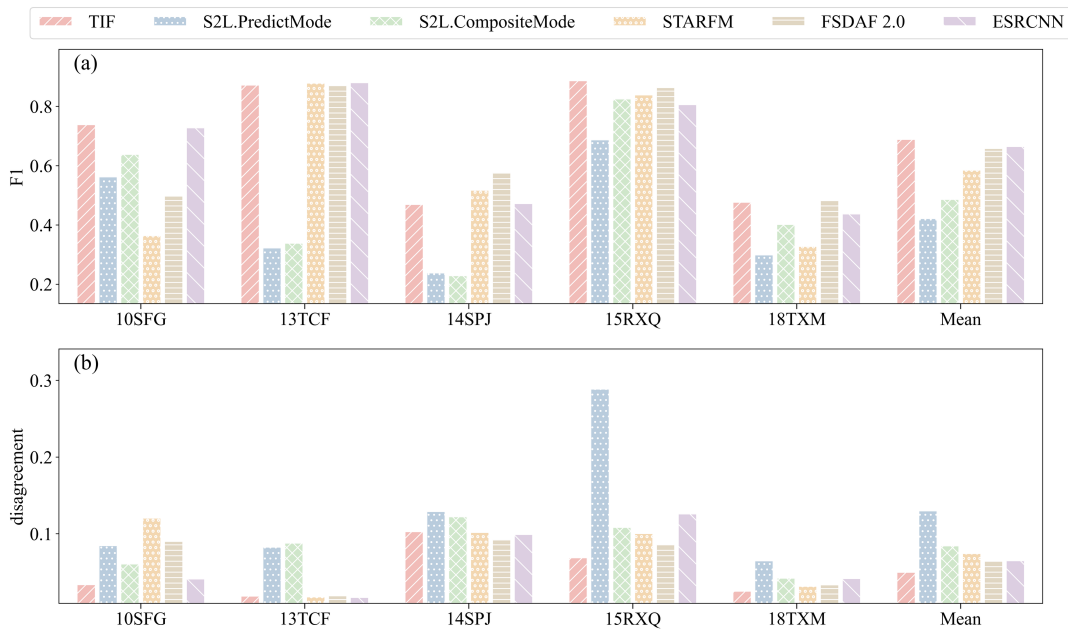 TIF S2L.PredictMode S2L.CompositeMode STARFM FSDAF 2.0 ESRCNN
(a)
0.8
0.6
F1
0.4
0.2
10SFG 13TCF 14SPJ 15RXQ 18TXM Mean
(b)
0.3
0.2
disagreement
0.1
10SFG 13TCF 14SPJ 15RXQ 18TXM Mean